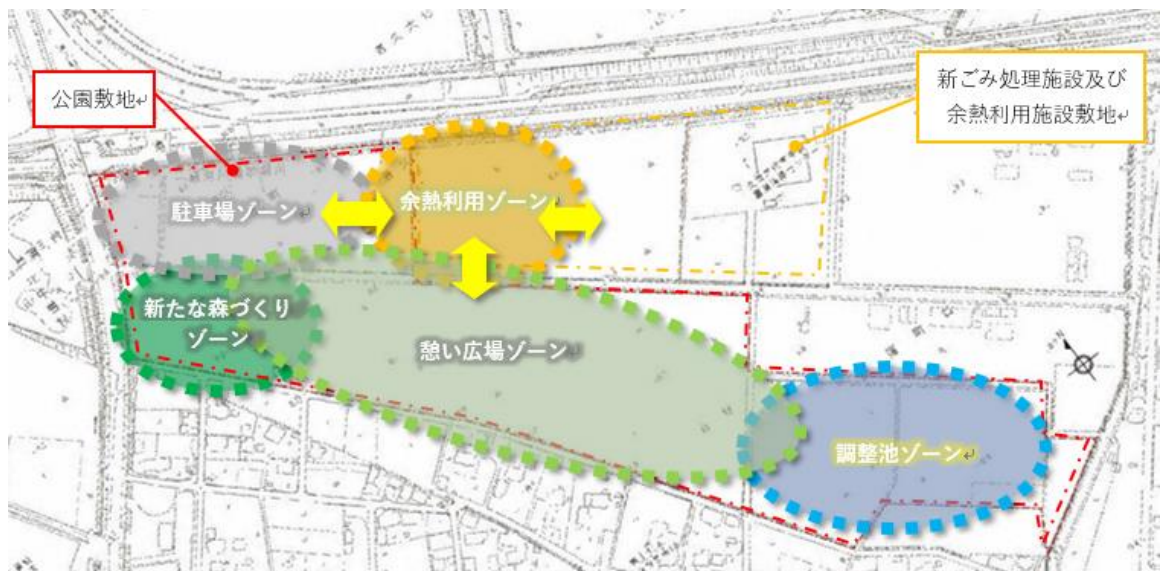 公園敷地
新ごみ処理施設及び
余熱利用施設敷地
駐車場ゾーン
余熱利用ゾーン
新たな森づくり
ゾーン
憩い広場ゾーン
調整池ゾーン